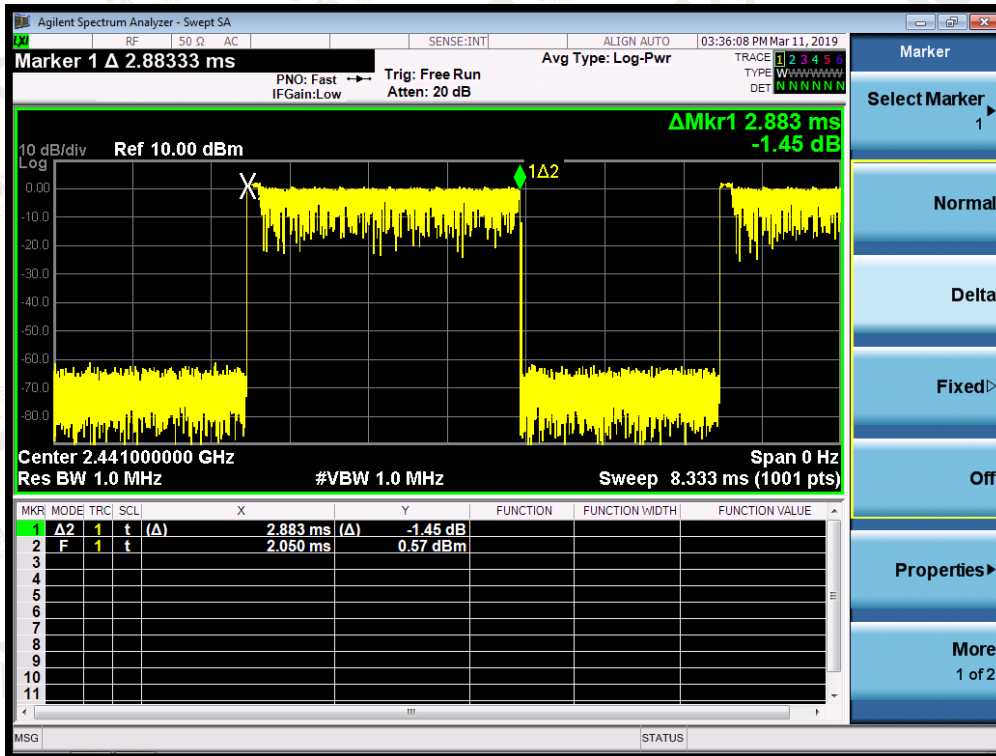 Agilent Spectrum Analyzer - Swept SA
LXI RF 50 Ω AC SENSE:INT ALIGN AUTO 03:36:08 PM Mar 11, 2019
Marker 1 Δ 2.88333 ms
PNO: Fast
IFGain:Low
Trig: Free Run
Atten: 20 dB
Avg Type: Log-Pwr
TRACE 1 2 3 4 5 6
TYPE WWWWWW
DET N N N N N N
ΔMkr1 2.883 ms
-1.45 dB
10 dB/div Ref 10.00 dBm
Log
0.00
-10.0
-20.0
-30.0
-40.0
-50.0
-60.0
-70.0
-80.0
X2
1Δ2
Center 2.441000000 GHz Span 0 Hz
Res BW 1.0 MHz #VBW 1.0 MHz Sweep 8.333 ms (1001 pts)
MKR MODE TRC SCL X Y FUNCTION FUNCTION WIDTH FUNCTION VALUE
1 Δ2 1 t (Δ) 2.883 ms (Δ) -1.45 dB
2 F 1 t 2.050 ms 0.57 dBm
3
4
5
6
7
8
9
10
11
MSG STATUS
Marker
Select Marker
1
Normal
Delta
Fixed
Off
Properties
More
1 of 2